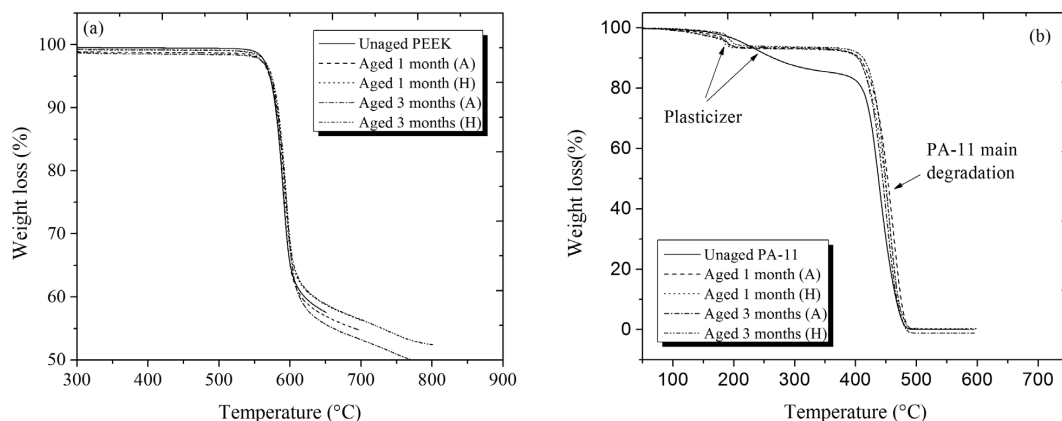 (a)
100
90
80
70
60
50
Weight loss (%)
Unaged PEEK
Aged 1 month (A)
Aged 1 month (H)
Aged 3 months (A)
Aged 3 months (H)
300
400
500
600
700
800
900
Temperature (°C)
(b)
100
80
60
40
20
0
Weight loss(%)
Plasticizer
PA-11 main
degradation
Unaged PA-11
Aged 1 month (A)
Aged 1 month (H)
Aged 3 months (A)
Aged 3 months (H)
100
200
300
400
500
600
700
Temperature (°C)